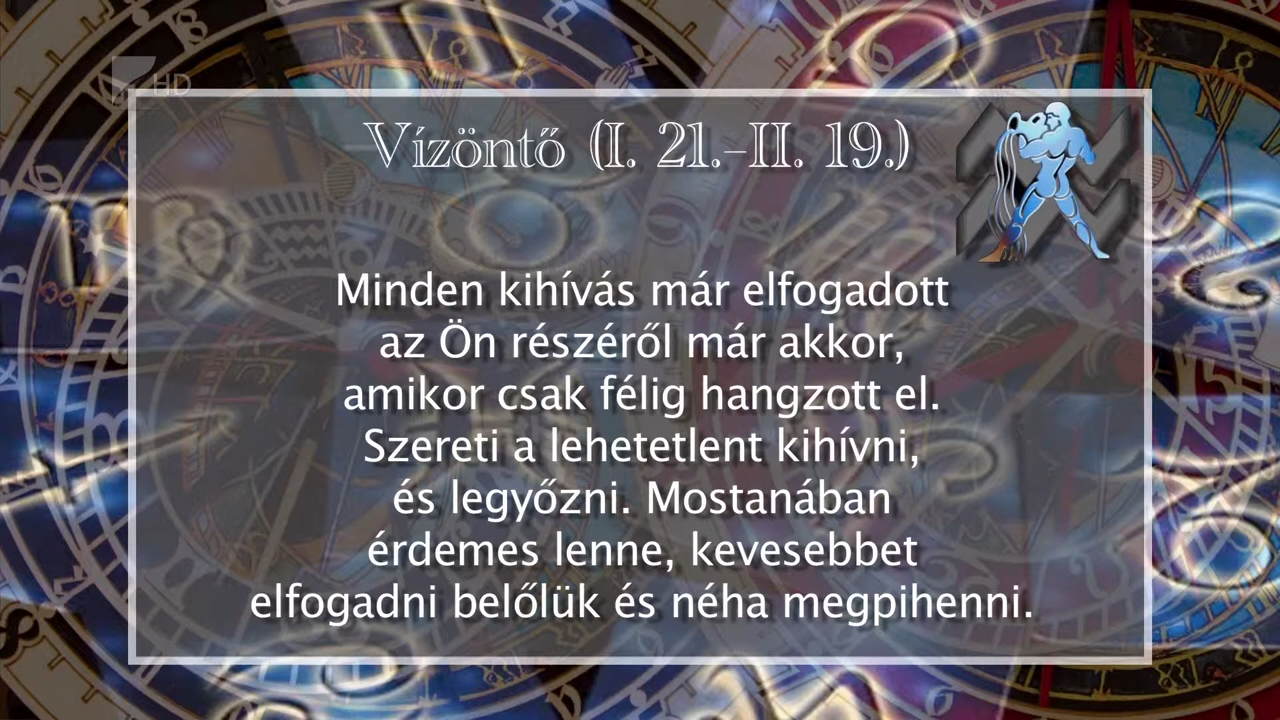 HD
Vízöntő (I. 21.-II. 19.)
Minden kihívás már elfogadott
az Ön részéről már akkor,
amikor csak félig hangzott el.
Szereti a lehetetlent kihívni,
és legyőzni. Mostanában
érdemes lenne, kevesebbet
elfogadni belőlük és néha megpihenni.